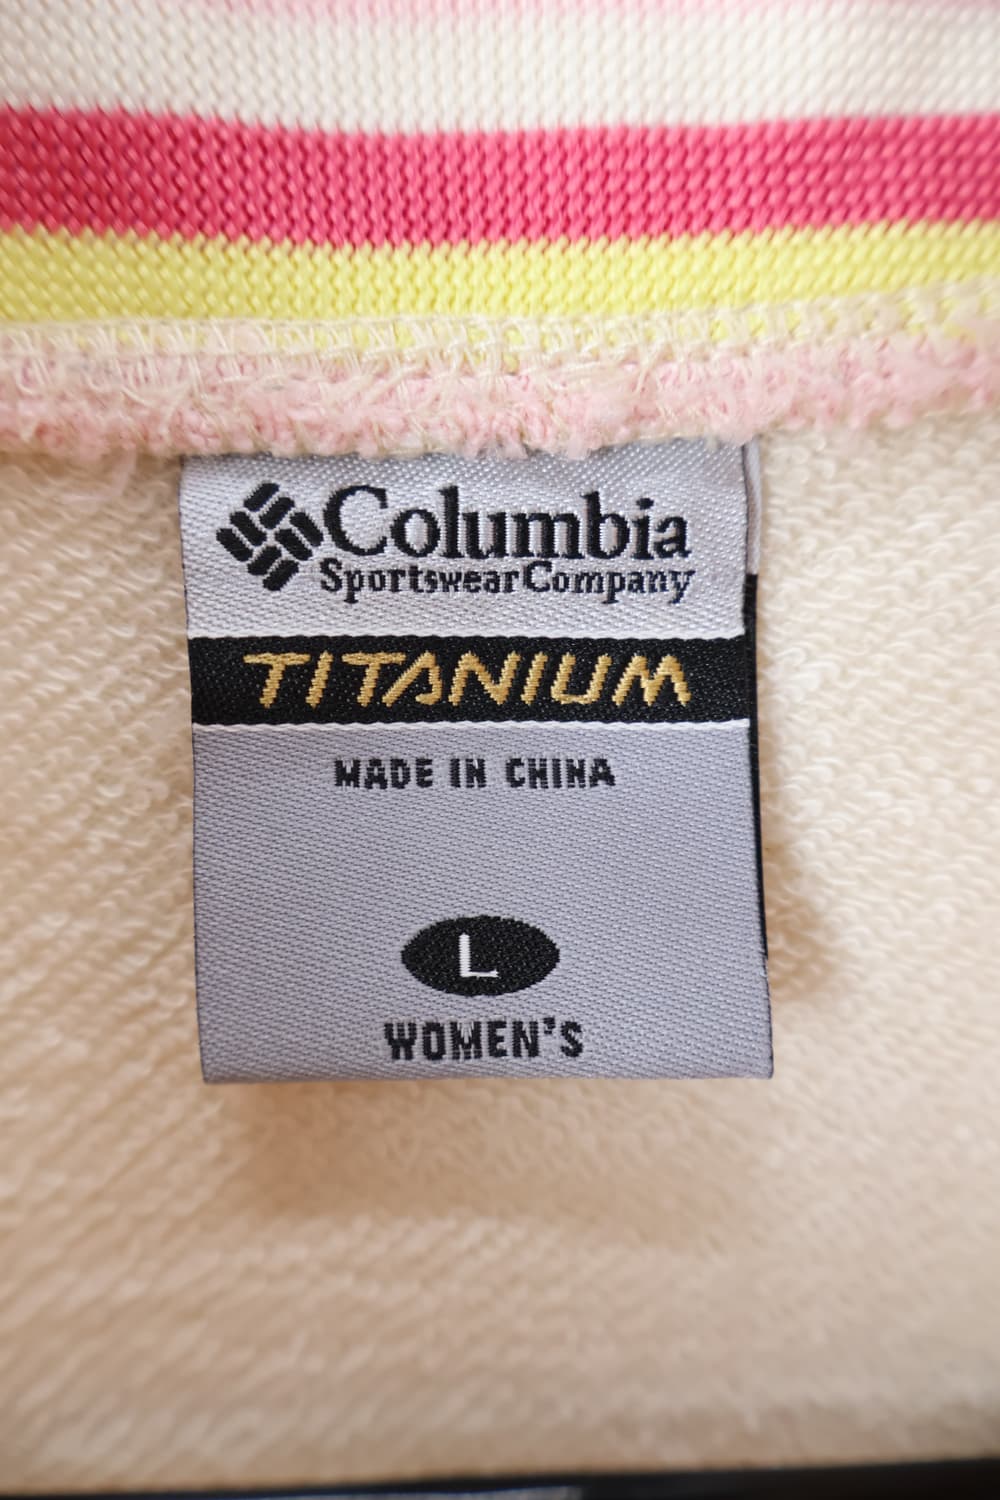 Columbia
Sportswear Company
TITANIUM
MADE IN CHINA
L
WOMEN'S